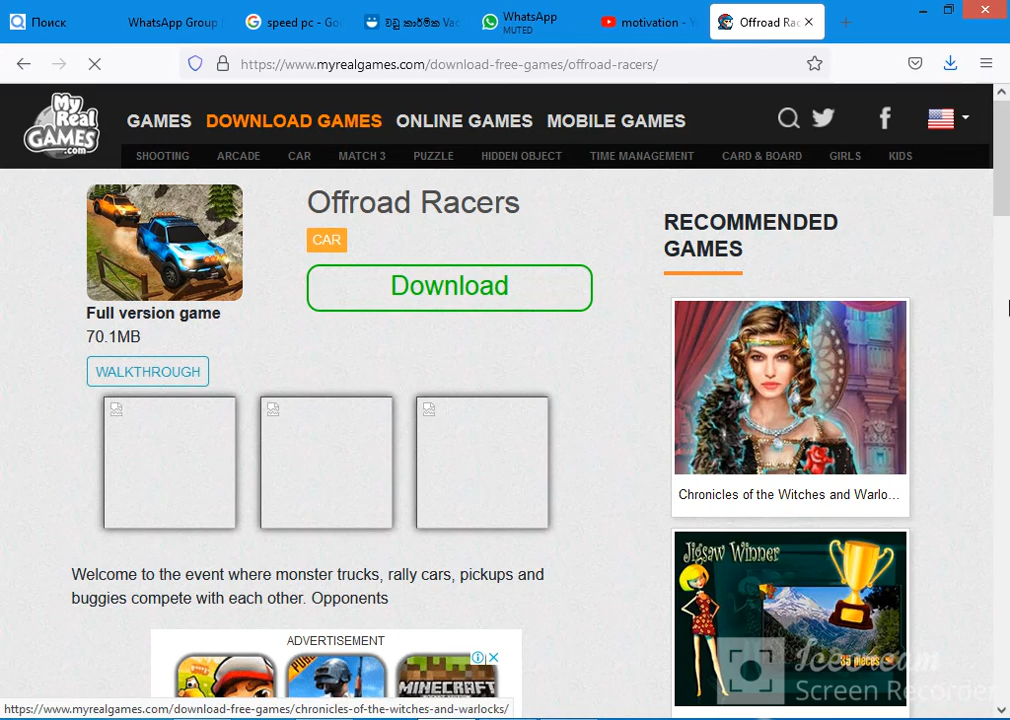 Поиск
WhatsApp Group
speed pc - Goo
වඩු කාර්මික Vac
WhatsApp
MUTED
motivation - Y
Offroad Rac
https://www.myrealgames.com/download-free-games/offroad-racers/
My
Real
GAMES
.com
GAMES DOWNLOAD GAMES ONLINE GAMES MOBILE GAMES
SHOOTING ARCADE CAR MATCH 3 PUZZLE HIDDEN OBJECT TIME MANAGEMENT CARD & BOARD GIRLS KIDS
Offroad Racers
CAR
Download
Full version game
70.1MB
WALKTHROUGH
Welcome to the event where monster trucks, rally cars, pickups and
buggies compete with each other. Opponents
ADVERTISEMENT
MINECRAFT
RECOMMENDED
GAMES
Chronicles of the Witches and Warlo...
Jigsaw Winner
35 pieces
Icecream
Screen Recorder
https://www.myrealgames.com/download-free-games/chronicles-of-the-witches-and-warlocks/